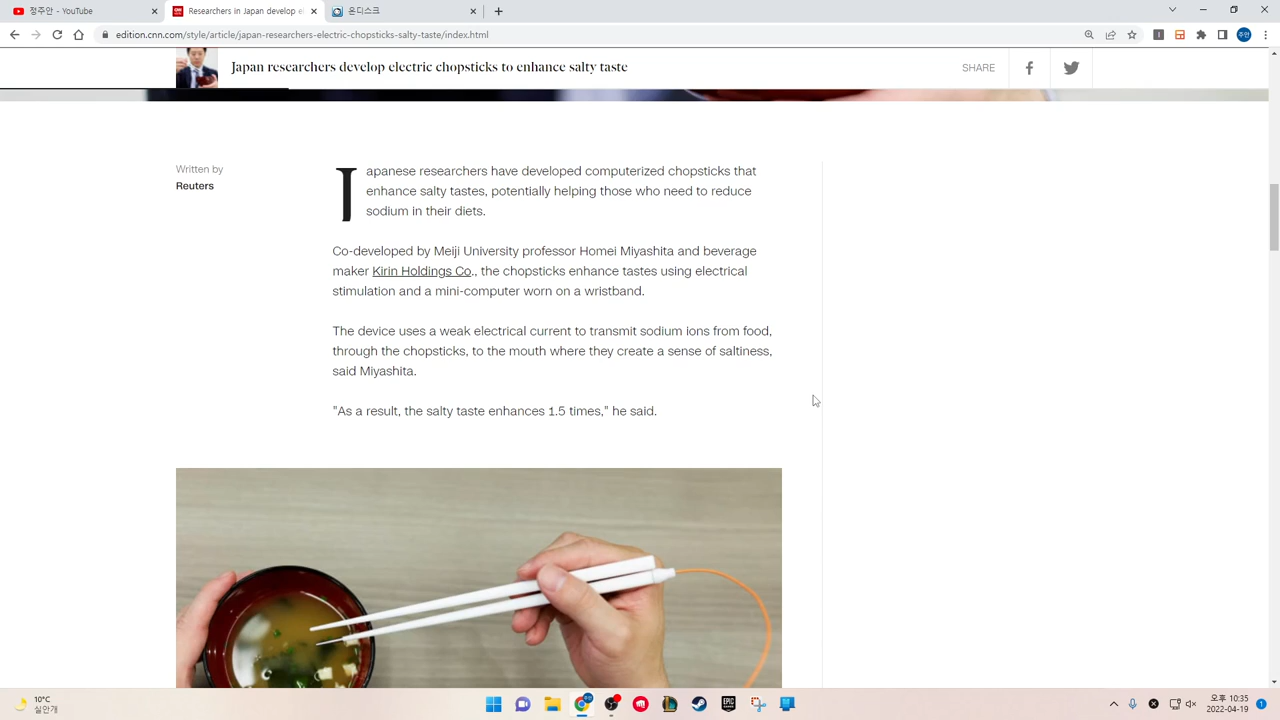 정주안 - YouTube
Researchers in Japan develop el
온디스크
edition.cnn.com/style/article/japan-researchers-electric-chopsticks-salty-taste/index.html
주안
Japan researchers develop electric chopsticks to enhance salty taste
SHARE
Written by
Reuters
Japanese researchers have developed computerized chopsticks that
enhance salty tastes, potentially helping those who need to reduce
sodium in their diets.
Co-developed by Meiji University professor Homei Miyashita and beverage
maker Kirin Holdings Co., the chopsticks enhance tastes using electrical
stimulation and a mini-computer worn on a wristband.
The device uses a weak electrical current to transmit sodium ions from food,
through the chopsticks, to the mouth where they create a sense of saltiness,
said Miyashita.
"As a result, the salty taste enhances 1.5 times," he said.
10°C
실안개
EPIC
오후 10:35
2022-04-19
1